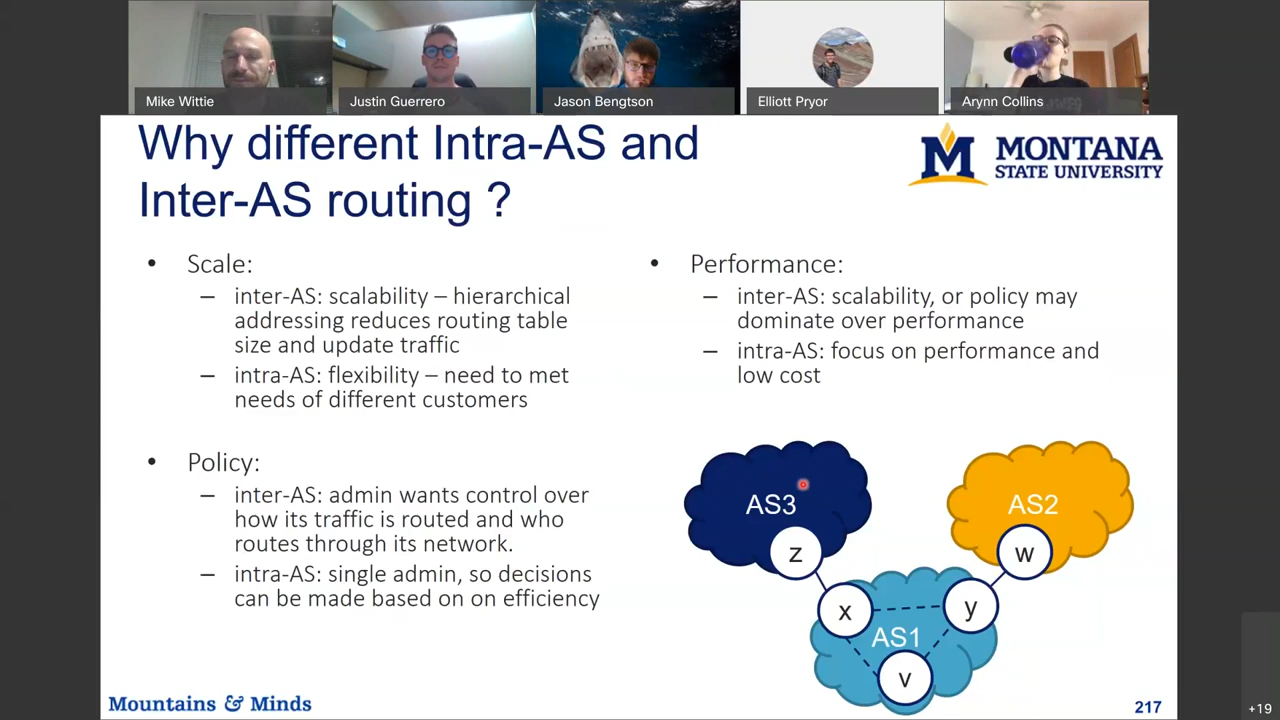 Mike Wittie
Justin Guerrero
Jason Bengtson
Elliott Pryor
Arynn Collins
Why different Intra-AS and
Inter-AS routing ?
M MONTANA
STATE UNIVERSITY
• Scale:
– inter-AS: scalability – hierarchical
addressing reduces routing table
size and update traffic
– intra-AS: flexibility – need to met
needs of different customers
• Policy:
– inter-AS: admin wants control over
how its traffic is routed and who
routes through its network.
– intra-AS: single admin, so decisions
can be made based on on efficiency
• Performance:
– inter-AS: scalability, or policy may
dominate over performance
– intra-AS: focus on performance and
low cost
AS3
AS2
z
w
x
y
AS1
v
Mountains & Minds
217
+19